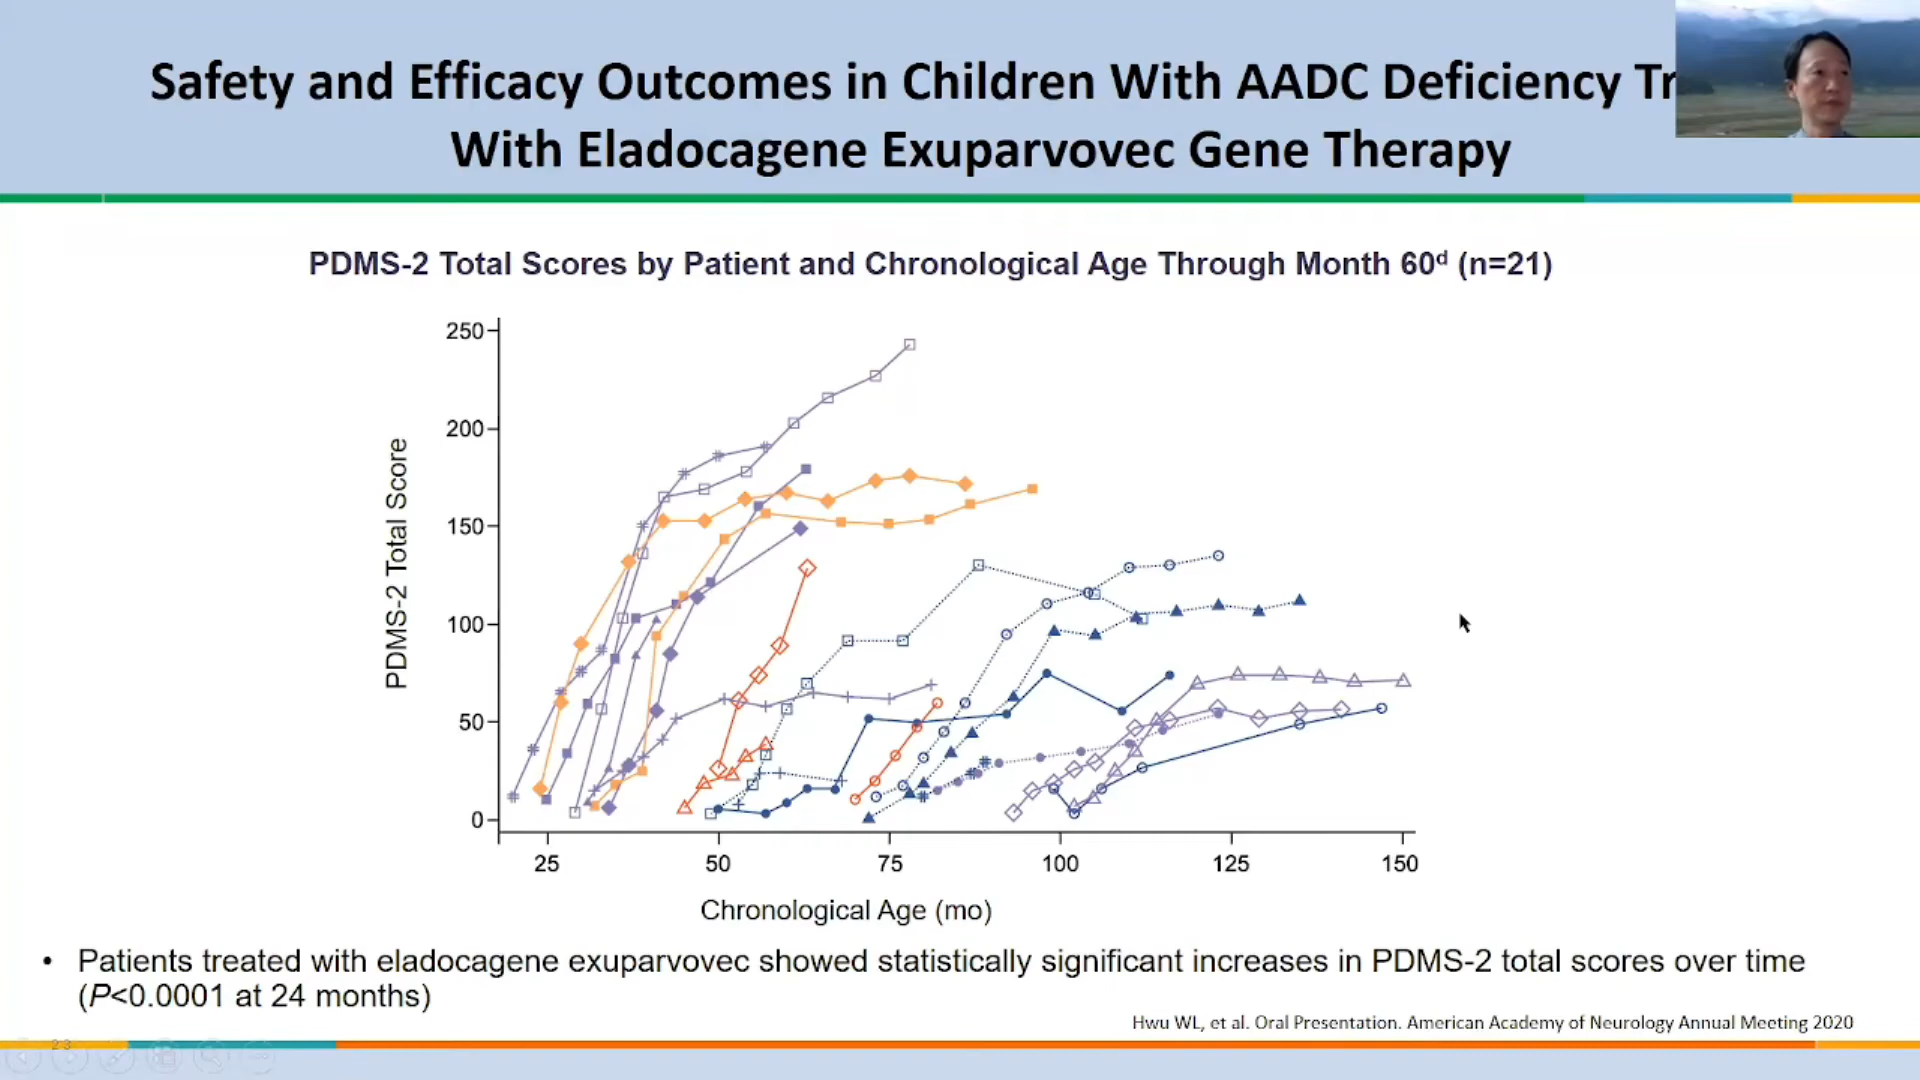 Safety and Efficacy Outcomes in Children With AADC Deficiency Tr
With Eladocagene Exuparvovec Gene Therapy
PDMS-2 Total Scores by Patient and Chronological Age Through Month 60ᵈ (n=21)
PDMS-2 Total Score
250
200
150
100
50
0
25 50 75 100 125 150
Chronological Age (mo)
• Patients treated with eladocagene exuparvovec showed statistically significant increases in PDMS-2 total scores over time
(P<0.0001 at 24 months)
Hwu WL, et al. Oral Presentation. American Academy of Neurology Annual Meeting 2020
23